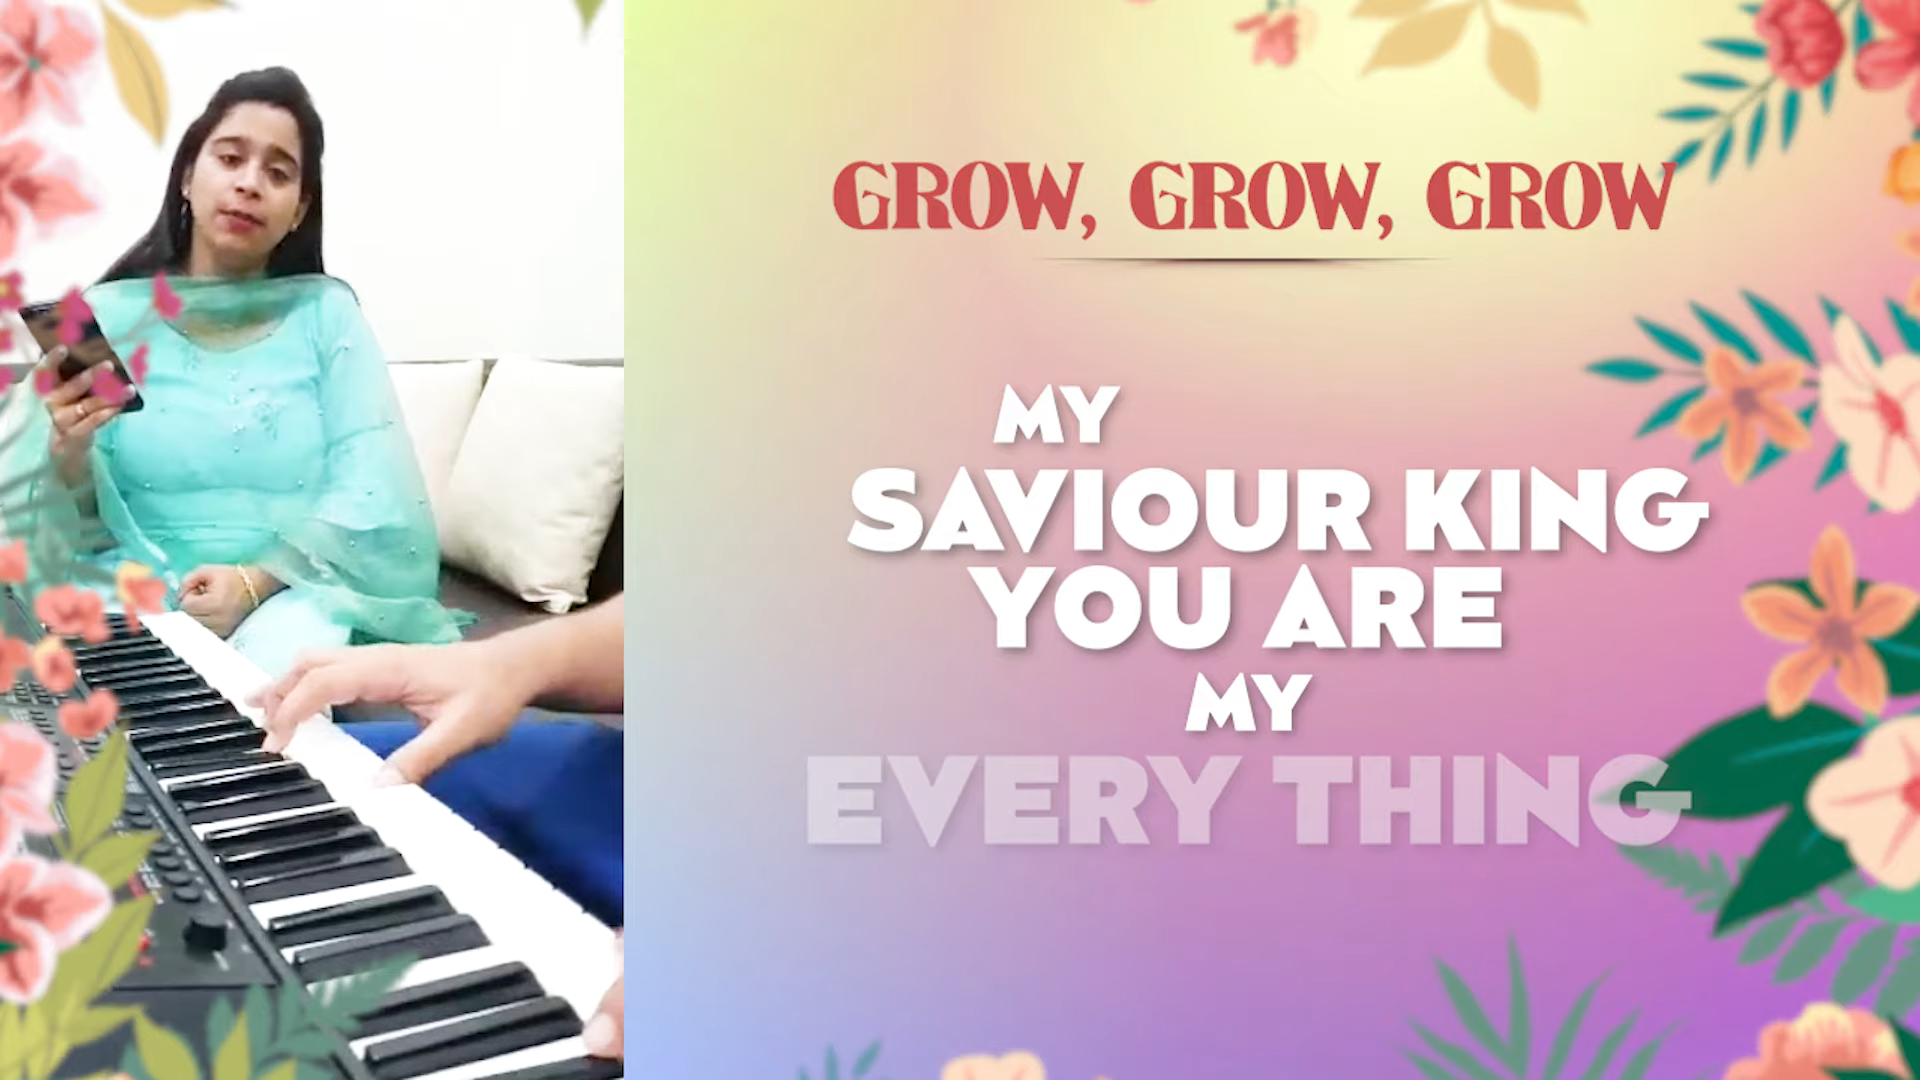 GROW, GROW, GROW
MY
SAVIOUR KING
YOU ARE
MY
EVERY THING